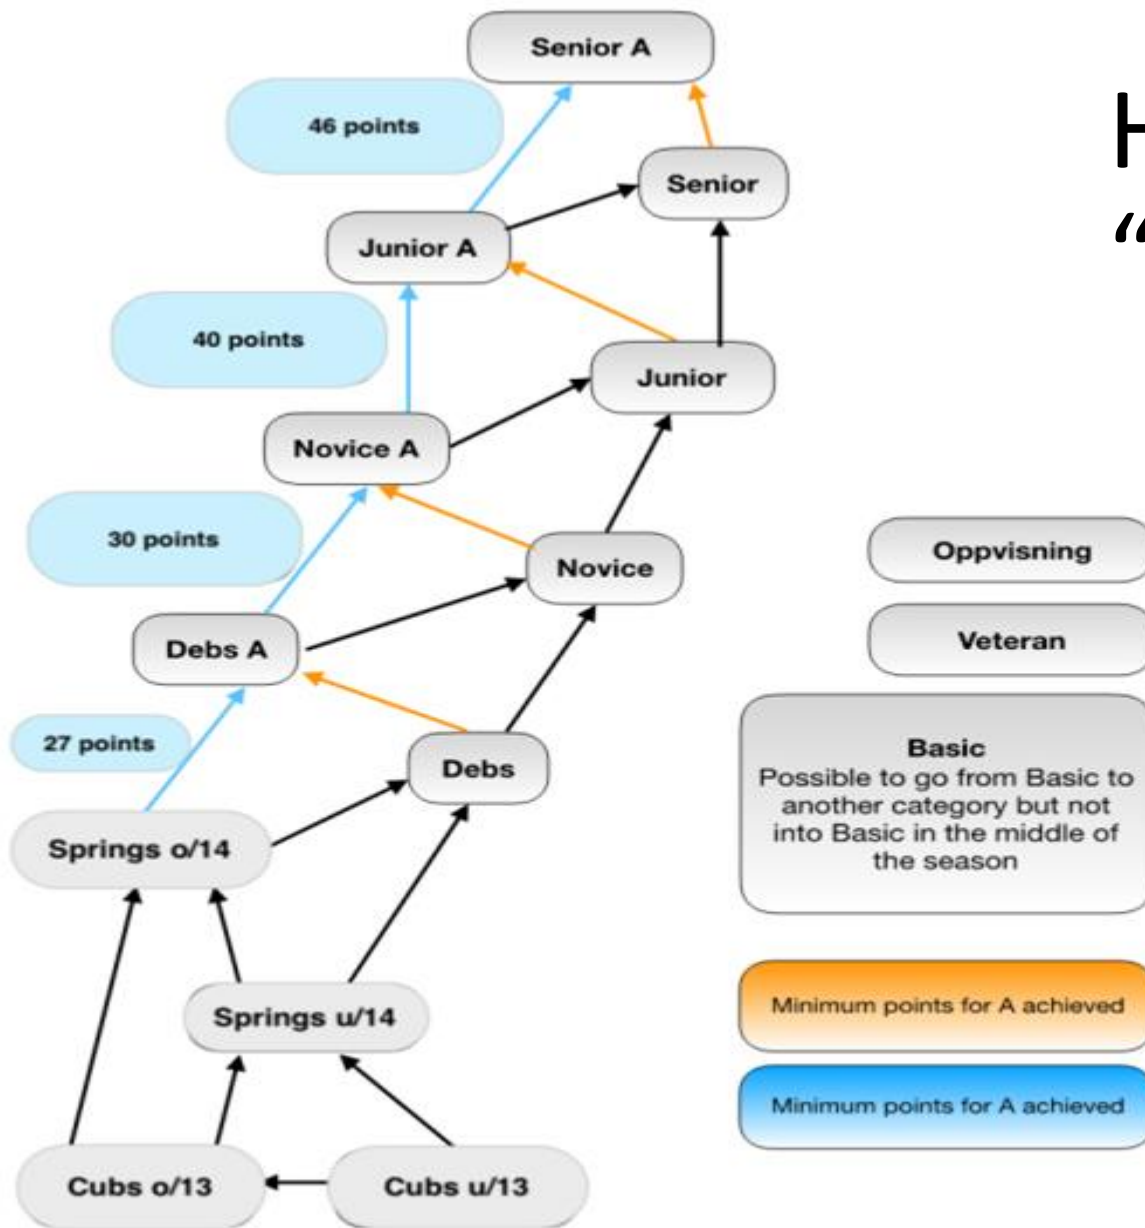 Senior A
H
“
46 points
Senior
Junior A
40 points
Junior
Novice A
30 points
Novice
Oppvisning
Debs A
Veteran
27 points
Debs
Basic
Possible to go from Basic to
another category but not
into Basic in the middle of
the season
Springs o/14
Springs u/14
Minimum points for A achieved
Minimum points for A achieved
Cubs o/13
Cubs u/13